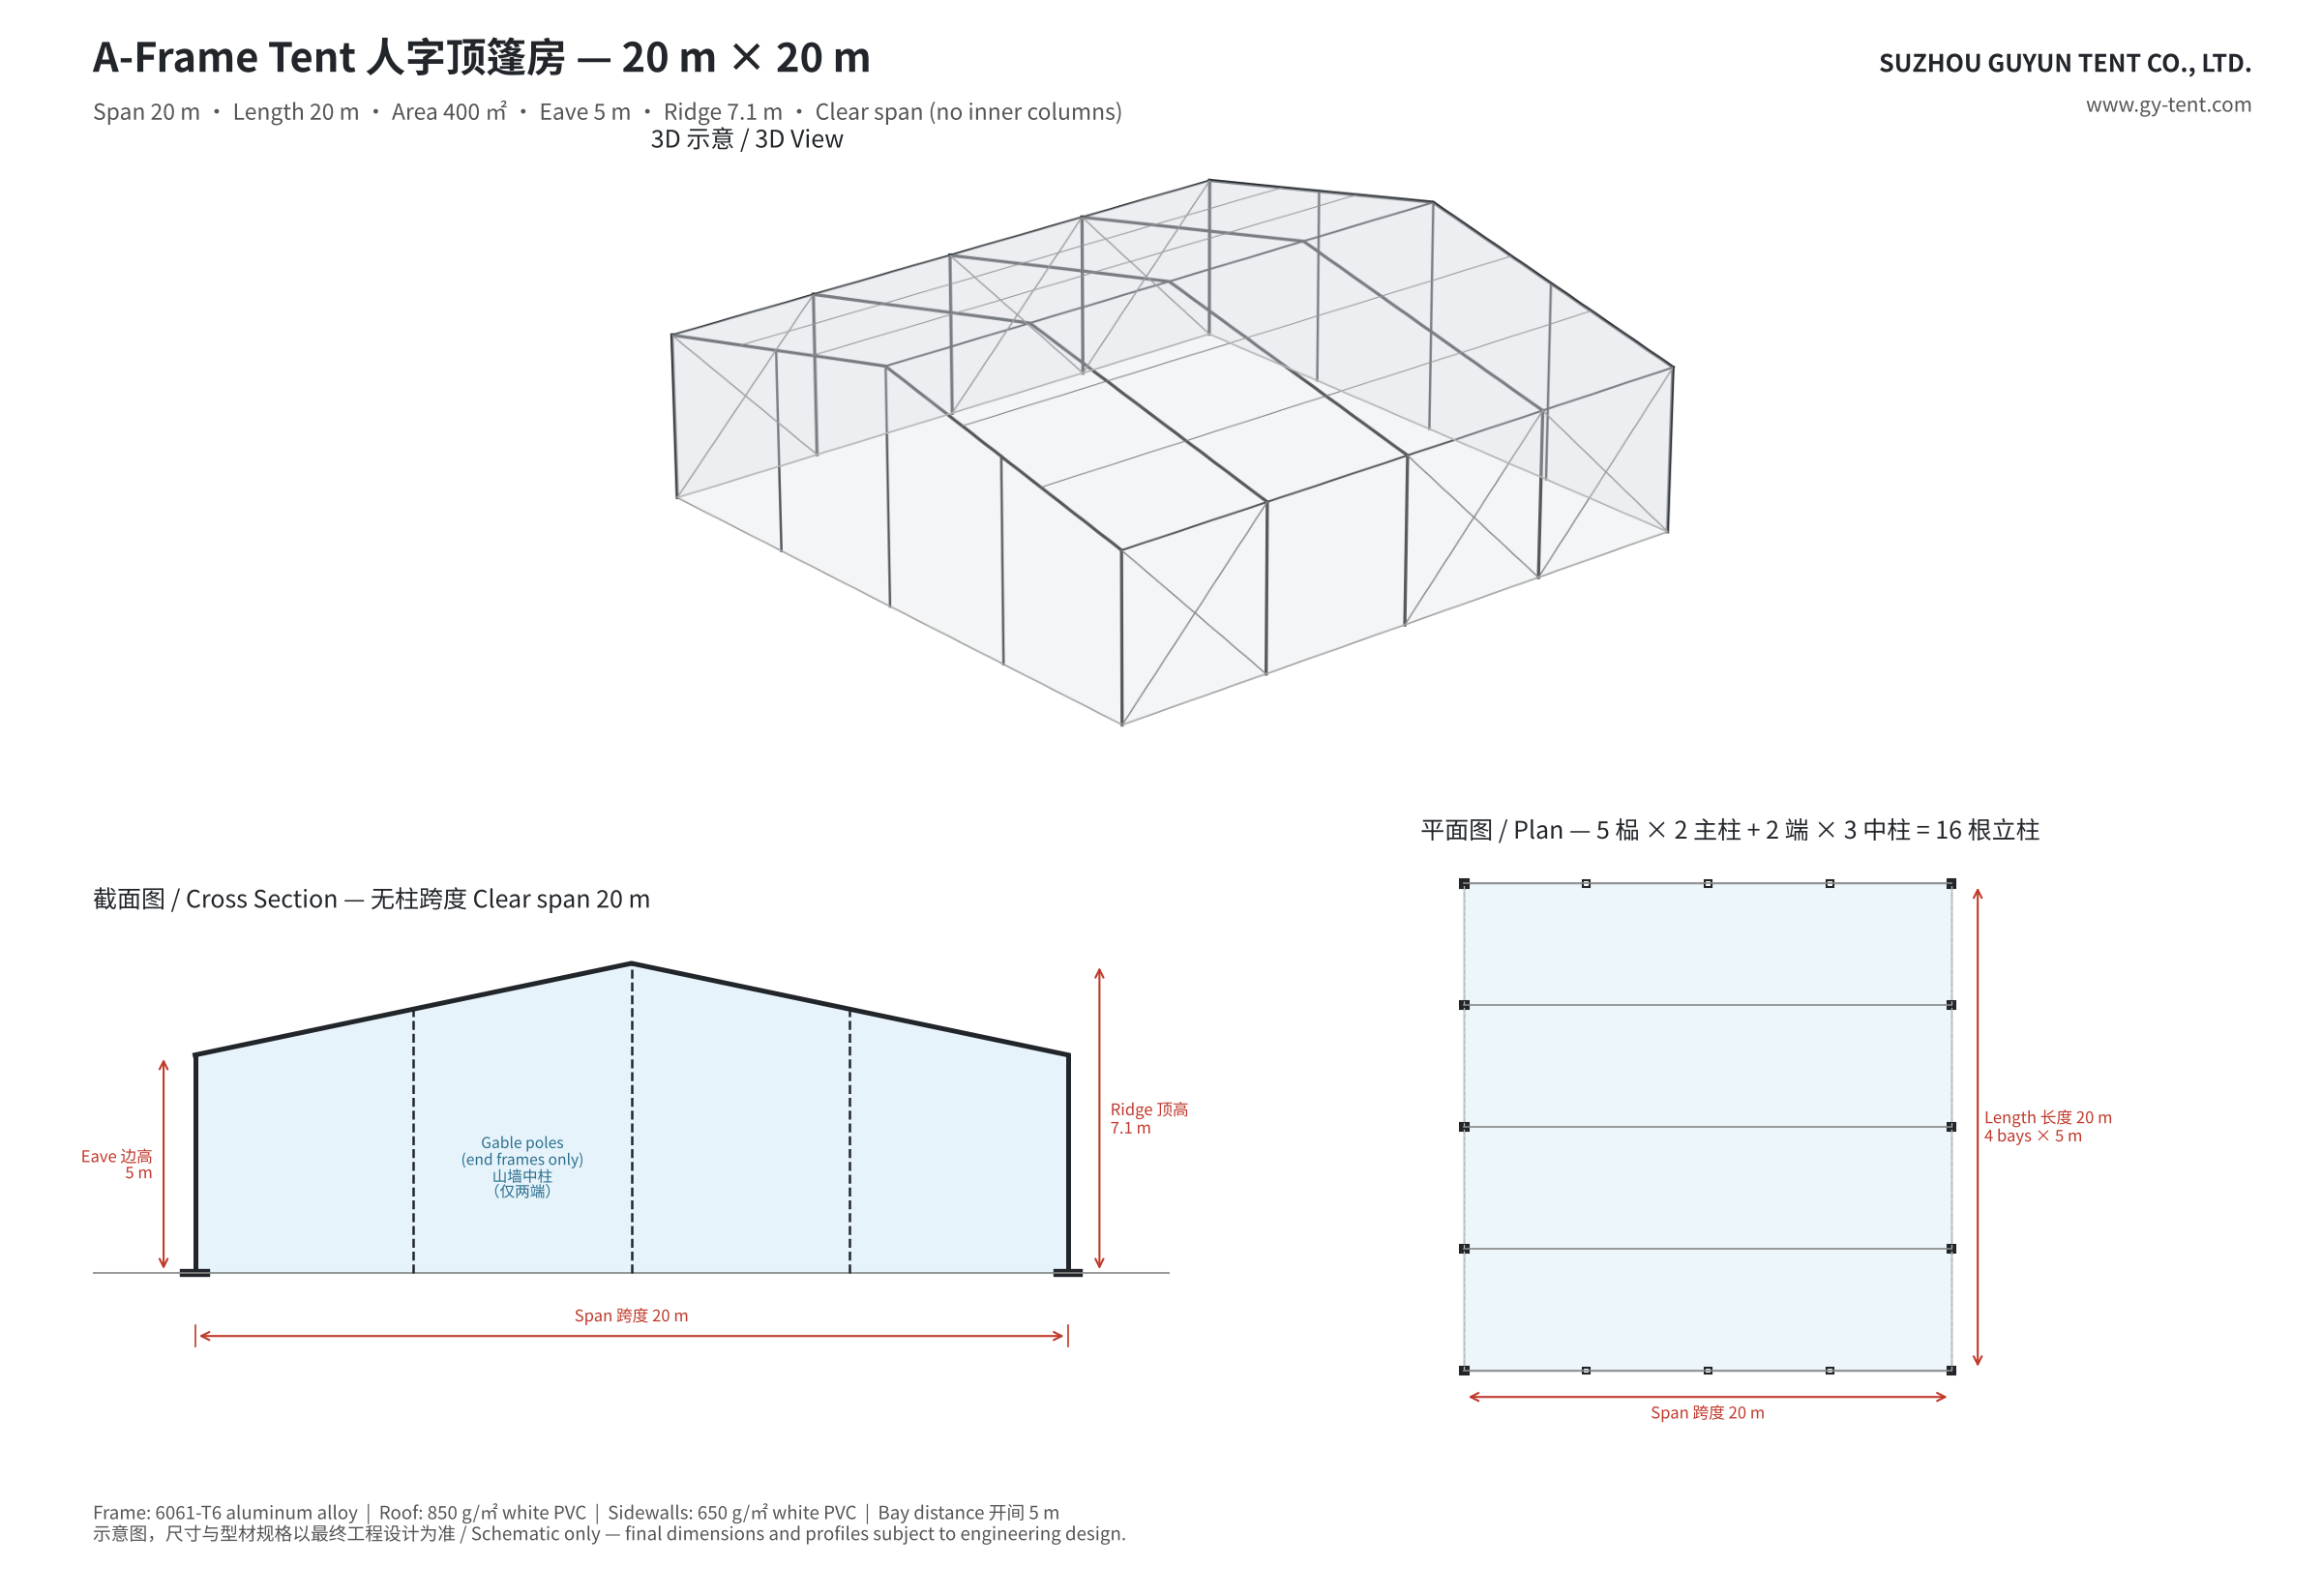 A-Frame Tent 人字顶篷房 — 20 m × 20 m
SUZHOU GUYUN TENT CO., LTD.
Span 20 m · Length 20 m · Area 400 ㎡ · Eave 5 m · Ridge 7.1 m · Clear span (no inner columns)
www.gy-tent.com
3D 示意 / 3D View
平面图 / Plan — 5 榀 × 2 主柱 + 2 端 × 3 中柱 = 16 根立柱
截面图 / Cross Section — 无柱跨度 Clear span 20 m
Ridge 顶高
7.1 m
Gable poles
(end frames only)
山墙中柱
（仅两端）
Eave 边高
5 m
Span 跨度 20 m
Length 长度 20 m
4 bays × 5 m
Span 跨度 20 m
Frame: 6061-T6 aluminum alloy | Roof: 850 g/㎡ white PVC | Sidewalls: 650 g/㎡ white PVC | Bay distance 开间 5 m
示意图，尺寸与型材规格以最终工程设计为准 / Schematic only — final dimensions and profiles subject to engineering design.